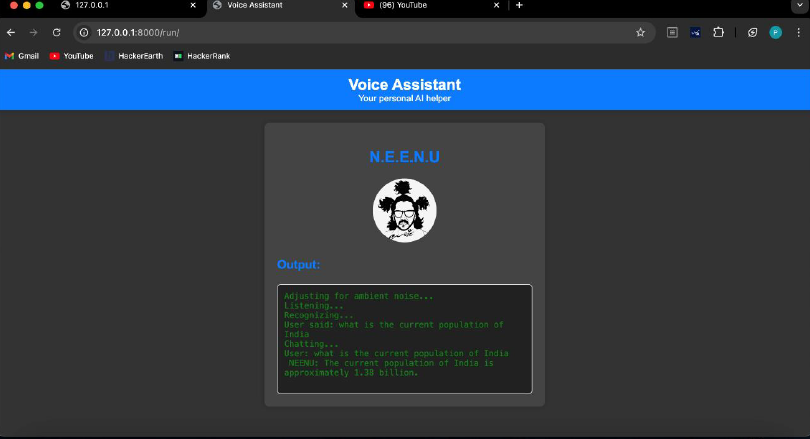 127.0.0.1
Voice Assistant
(96) YouTube
127.0.0.1:8000/run/
Gmail
YouTube
HackerEarth
HackerRank
Voice Assistant
Your personal AI helper
N.E.E.N.U
Output:
Adjusting for ambient noise...
Listening...
Recognizing...
User said: what is the current population of
India
Chatting...
User: what is the current population of India
NEENU: The current population of India is
approximately 1.38 billion.